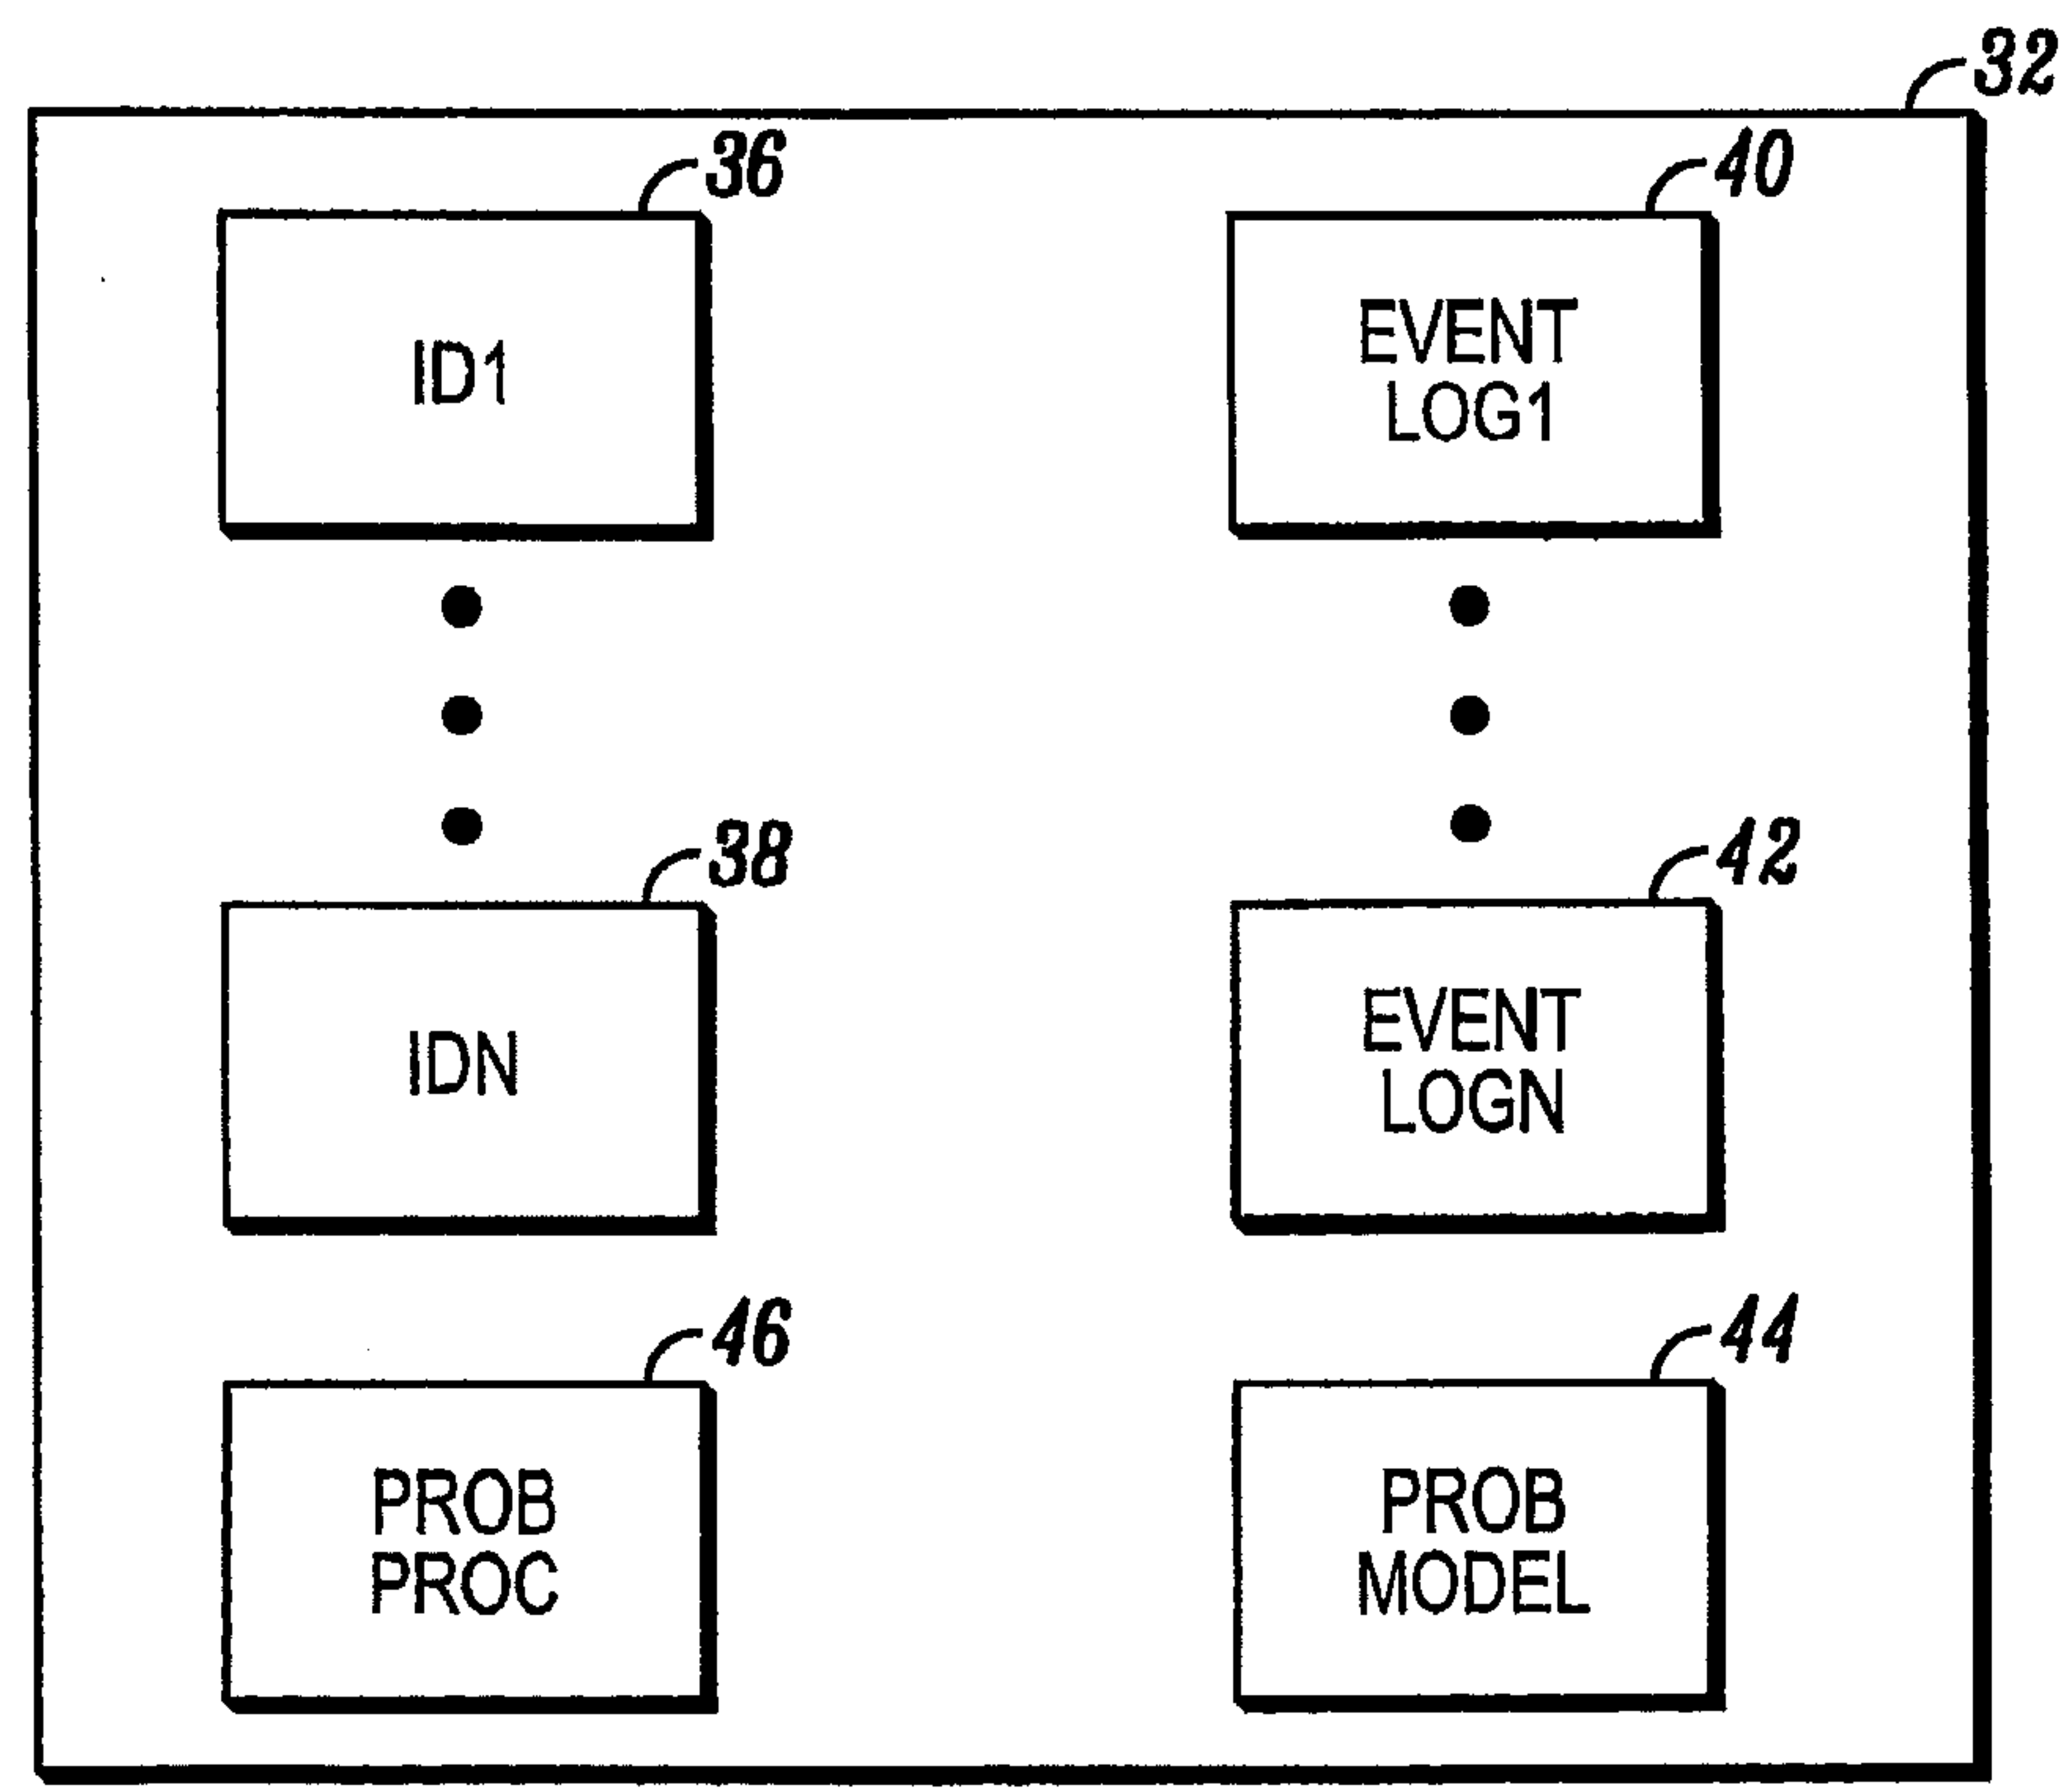 32
36
40
ID1
EVENT
LOG1
38
42
IDN
EVENT
LOGN
46
44
PROB
PROC
PROB
MODEL